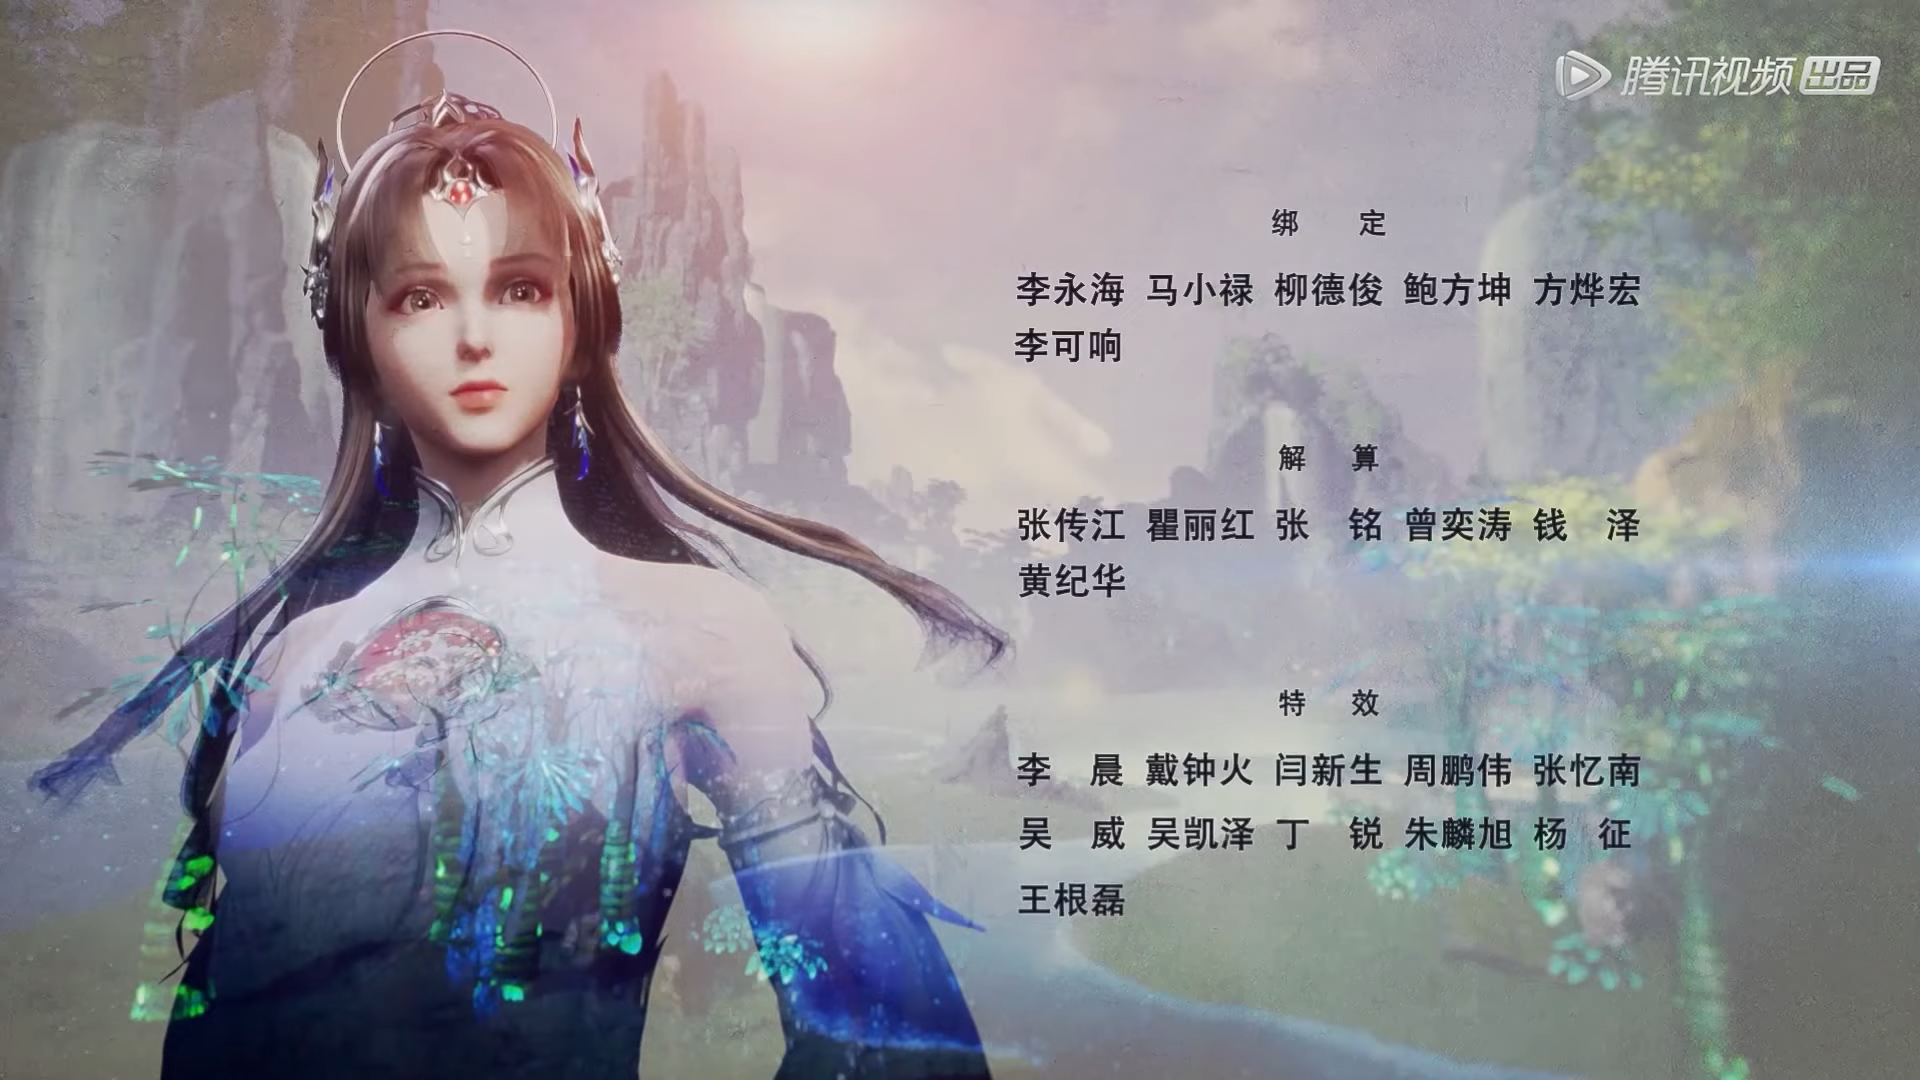 腾讯视频 出品
绑 定
李永海 马小禄 柳德俊 鲍方坤 方烨宏
李可响
解 算
张传江 瞿丽红 张 铭 曾奕涛 钱 泽
黄纪华
特 效
李 晨 戴钟火 闫新生 周鹏伟 张忆南
吴 威 吴凯泽 丁 锐 朱麟旭 杨 征
王根磊